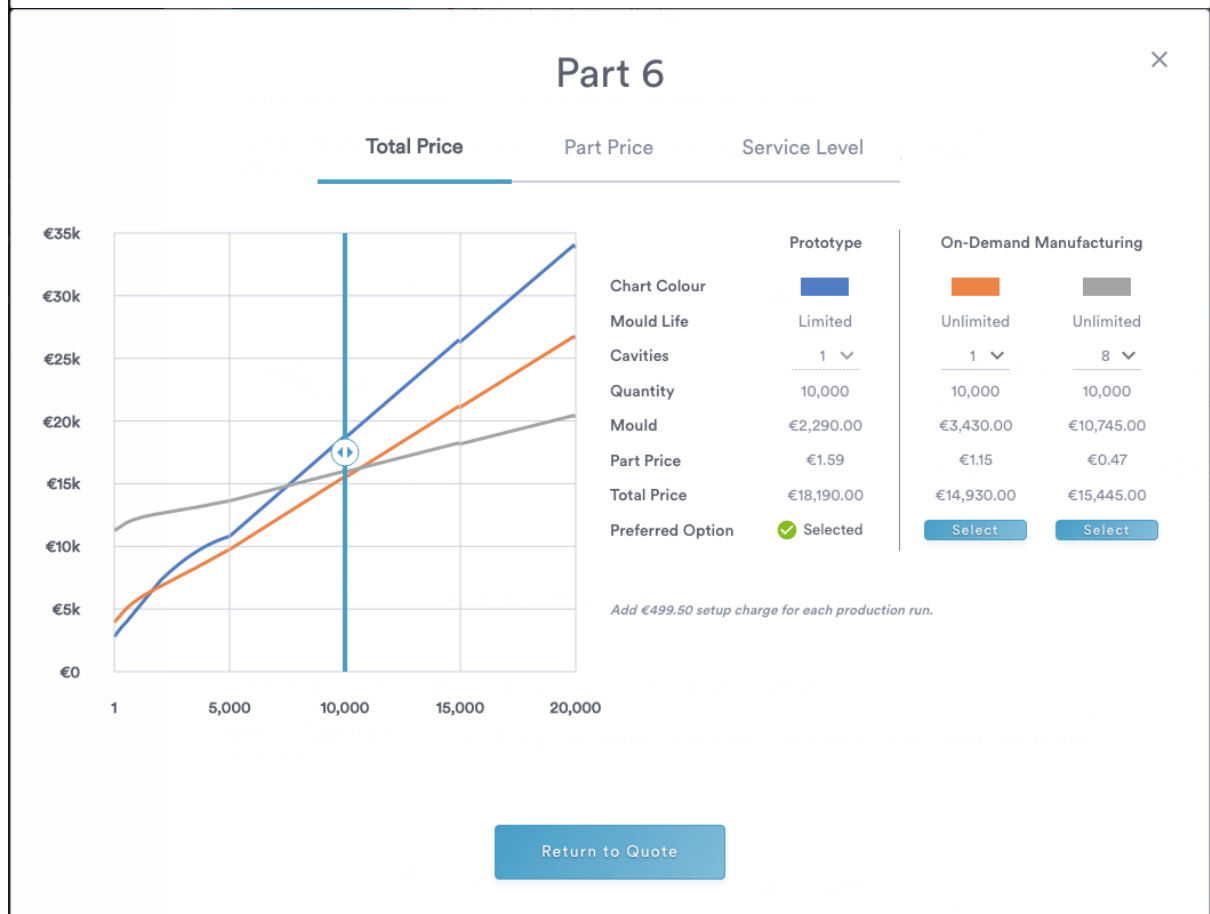 Part 6
Total Price Part Price Service Level
€35k
€30k
€25k
€20k
€15k
€10k
€5k
€0
1 5,000 10,000 15,000 20,000
Prototype On-Demand Manufacturing
Chart Colour
Mould Life Limited Unlimited Unlimited
Cavities 1 1 8
Quantity 10,000 10,000 10,000
Mould €2,290.00 €3,430.00 €10,745.00
Part Price €1.59 €1.15 €0.47
Total Price €18,190.00 €14,930.00 €15,445.00
Preferred Option Selected Select Select
Add €499.50 setup charge for each production run.
Return to Quote